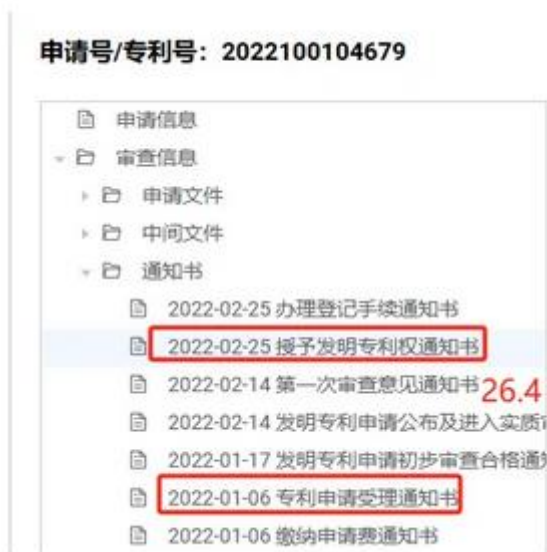 申请号/专利号：2022100104679
申请信息
审查信息
申请文件
中间文件
通知书
2022-02-25 办理登记手续通知书
2022-02-25 授予发明专利权通知书
2022-02-14 第一次审查意见通知书 26.4
2022-02-14 发明专利申请公布及进入实质
2022-01-17 发明专利申请初步审查合格通
2022-01-06 专利申请受理通知书
2022-01-06 缴纳申请费通知书